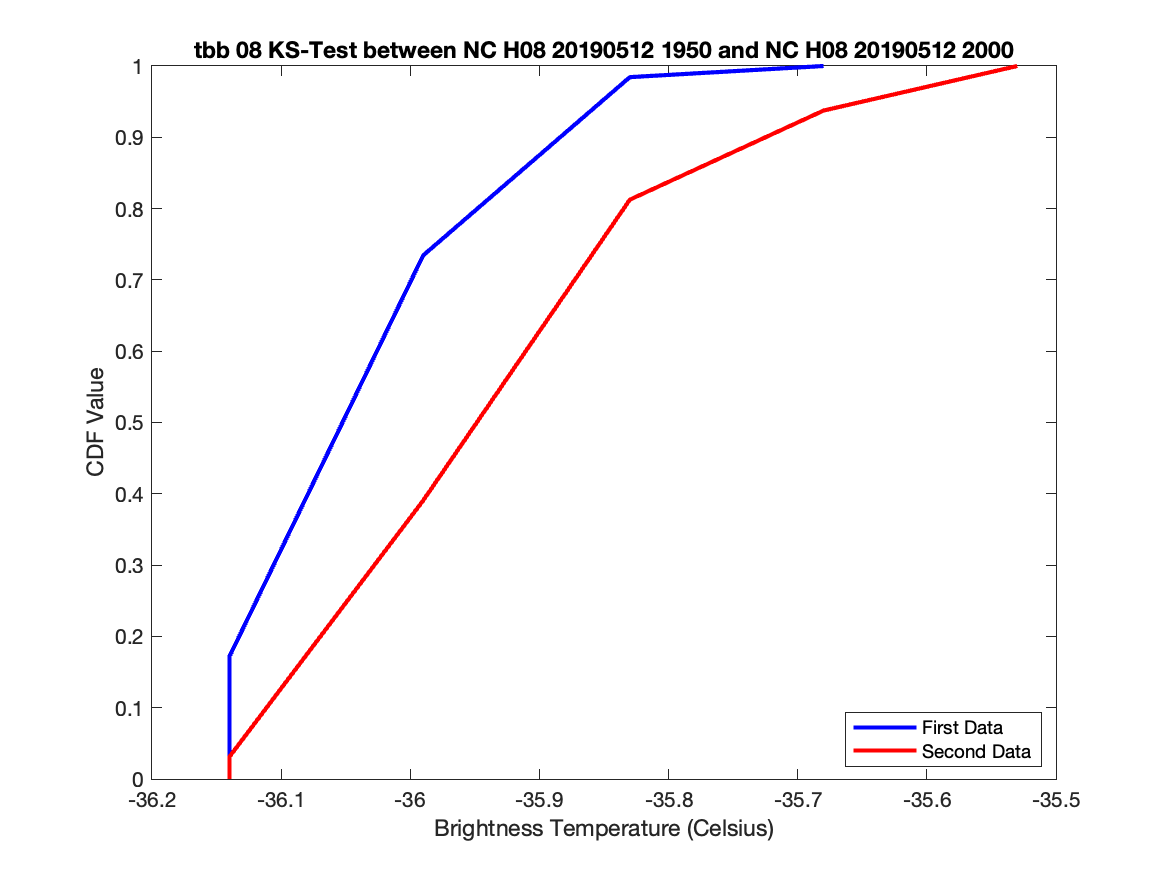 tbb 08 KS-Test between NC H08 20190512 1950 and NC H08 20190512 2000
1
0.9
0.8
0.7
0.6
0.5
0.4
0.3
0.2
0.1
0
CDF Value
First Data
Second Data
-36.2 -36.1 -36 -35.9 -35.8 -35.7 -35.6 -35.5
Brightness Temperature (Celsius)